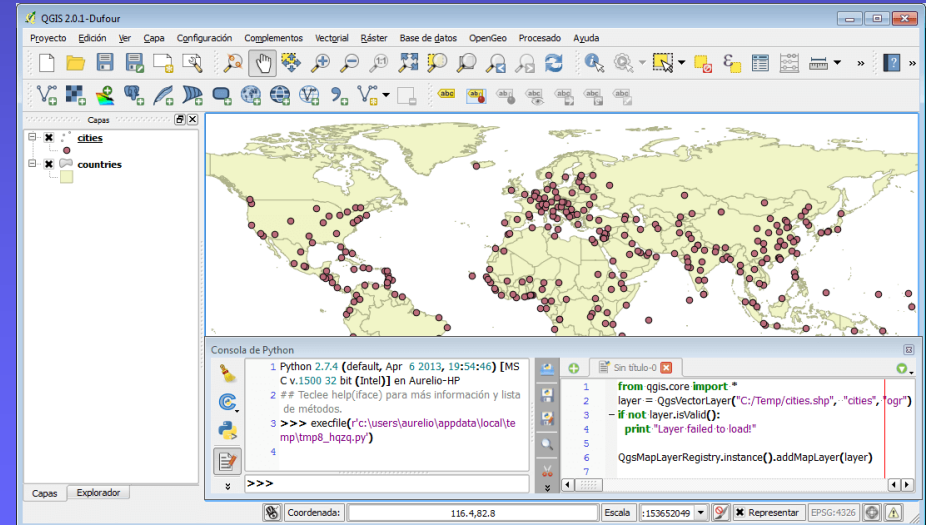 QGIS 2.0.1-Dufour
Proyecto Edición Ver Capa Configuración Complementos Vectorial Ráster Base de datos OpenGeo Procesado Ayuda
Capas
cities
countries
Consola de Python
1 Python 2.7.4 (default, Apr 6 2013, 19:54:46) [MS
C v.1500 32 bit (Intel)] en Aurelio-HP
2 ## Teclee help(iface) para más información y lista
de métodos.
3 >>> execfile(r'c:\users\aurelio\appdata\local\te
mp\tmp8_hqzq.py')
4
>>>
Sin título-0
1 from qgis.core import *
2 layer = QgsVectorLayer("C:/Temp/cities.shp", "cities", "ogr")
3 if not layer.isValid():
4 print "Layer failed to load!"
5
6 QgsMapLayerRegistry.instance().addMapLayer(layer)
7
Capas Explorador
Coordenada: 116.4,82.8 Escala :153652049 Representar EPSG:4326